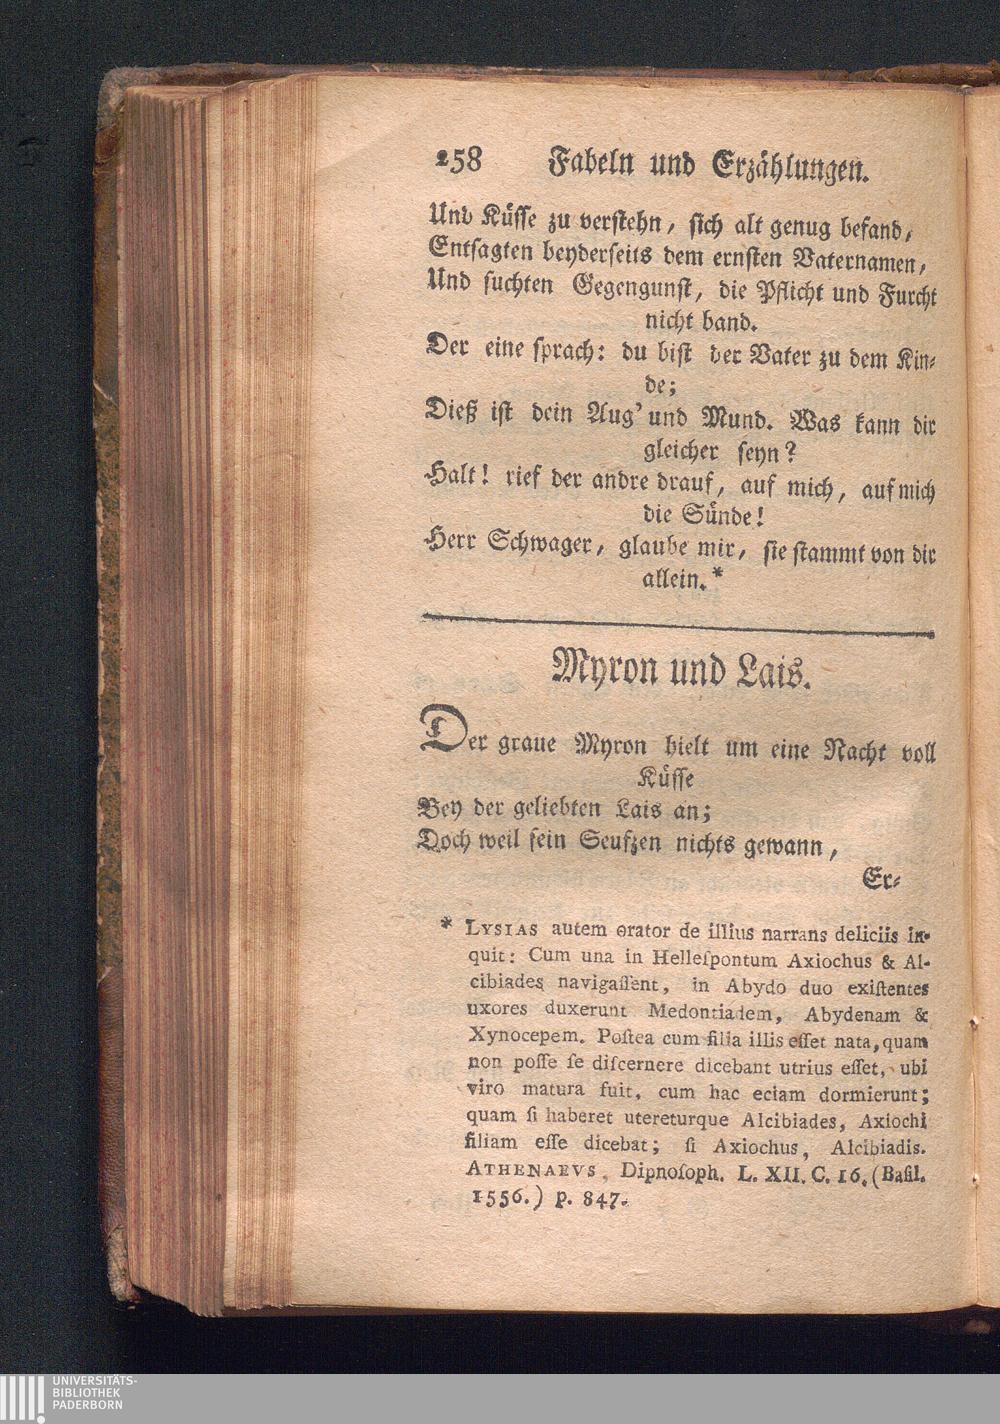 258 Fabeln und Erzählungen.
Und Küsse zu verstehn, sich alt genug befand,
Entsagten beyderseits dem ernsten Vaternamen,
Und suchten Gegengunst, die Pflicht und Furcht
nicht band.
Der eine sprach: du bist der Vater zu dem Kin-
de;
Dieß ist dein Aug' und Mund. Was kann dir
gleicher seyn?
Halt! rief der andre drauf, auf mich, auf mich
die Sünde!
Herr Schwager, glaube mir, sie stammt von dir
allein.*
Myron und Lais.
Der graue Myron hielt um eine Nacht voll
Küsse
Bey der geliebten Lais an;
Doch weil sein Seufzen nichts gewann,
Er-
* LYSIAS autem orator de illius narrans deliciis in-
quit: Cum una in Helleſpontum Axiochus & Al-
cibiades navigaſſent, in Abydo duo exiſtentes
uxores duxerunt Medontiadem, Abydenam &
Xynocepem. Poſtea cum filia illis eſſet nata, quam
non poſſe ſe diſcernere dicebant utrius eſſet, ubi
viro matura fuit, cum hac eciam dormierunt;
quam ſi haberet utereturque Alcibiades, Axiochi
filiam eſſe dicebat; ſi Axiochus, Alcibiadis.
ATHENAEVS, Dipnoſoph. L. XII. C. 16. (Baſil.
1556.) p. 847.
UNIVERSITÄTS-
BIBLIOTHEK
PADERBORN